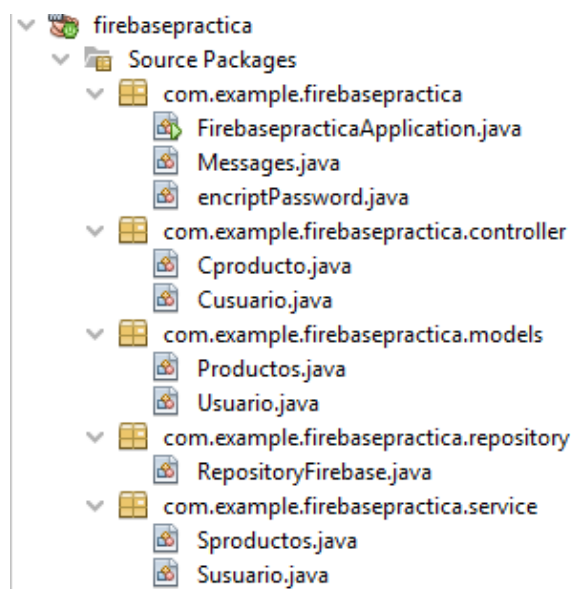 firebasepractica
Source Packages
com.example.firebasepractica
FirebasepracticaApplication.java
Messages.java
encriptPassword.java
com.example.firebasepractica.controller
Cproducto.java
Cusuario.java
com.example.firebasepractica.models
Productos.java
Usuario.java
com.example.firebasepractica.repository
RepositoryFirebase.java
com.example.firebasepractica.service
Sproductos.java
Susuario.java